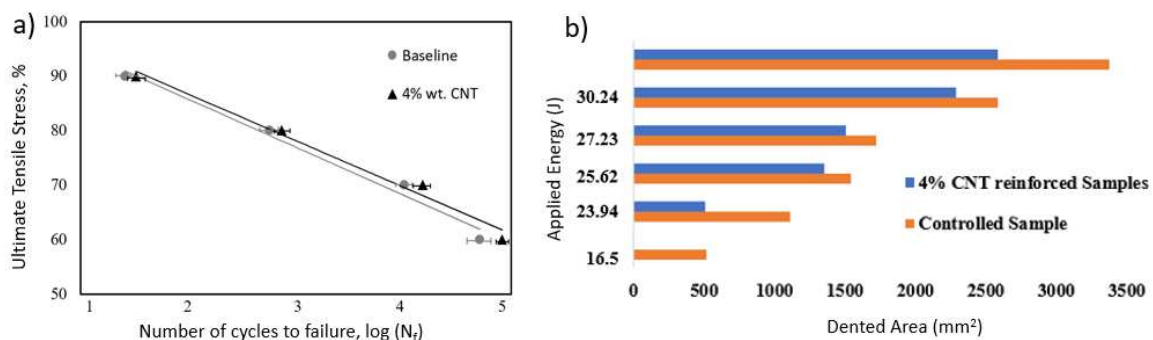 a)
100
90
80
70
60
50
Ultimate Tensile Stress, %
Baseline
4% wt. CNT
1
2
3
4
5
Number of cycles to failure, log (Nf)
b)
Applied Energy (J)
30.24
27.23
25.62
23.94
16.5
4% CNT reinforced Samples
Controlled Sample
0
500
1000
1500
2000
2500
3000
3500
Dented Area (mm²)